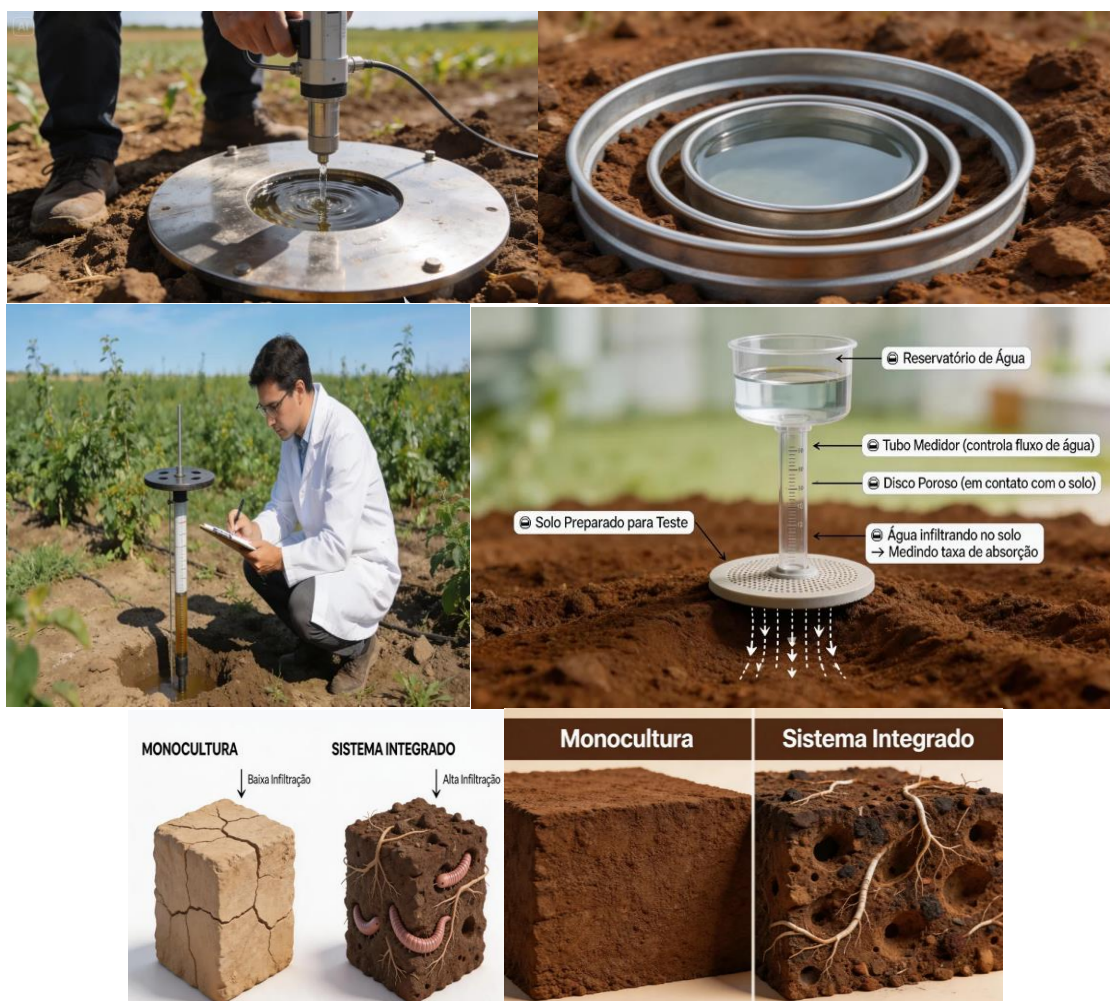 AI
Reservatório de Água
Tubo Medidor (controla fluxo de água)
Disco Poroso (em contato com o solo)
Solo Preparado para Teste
Água infiltrando no solo
→ Medindo taxa de absorção
MONOCULTURA
SISTEMA INTEGRADO
Baixa Infiltração
Alta Infiltração
Monocultura
Sistema Integrado